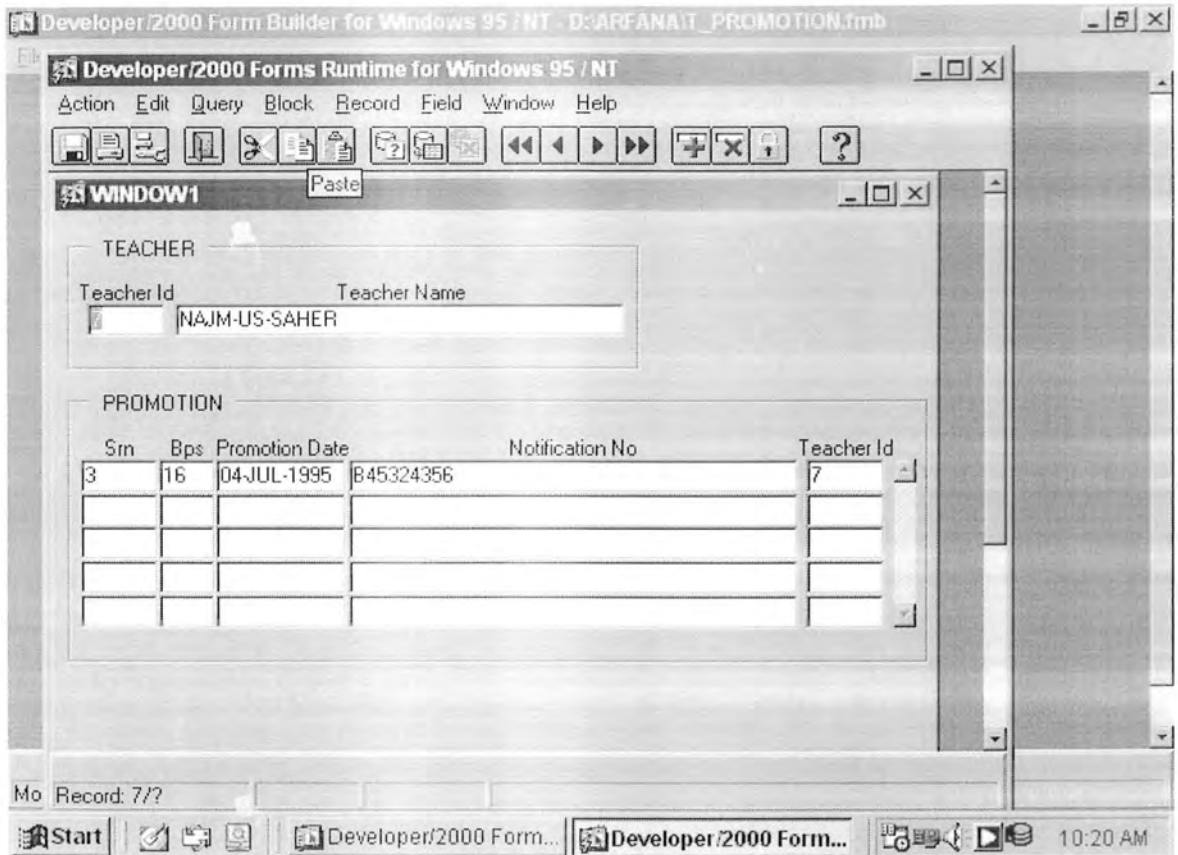 Developer/2000 Form Builder for Windows 95 / NT - D:\ARFANA\T_PROMOTION.fmb
Developer/2000 Forms Runtime for Windows 95 / NT
Action Edit Query Block Record Field Window Help
Paste
WINDOW1
TEACHER
Teacher Id Teacher Name
7 NAJM-US-SAHER
PROMOTION
Srn Bps Promotion Date Notification No Teacher Id
3 16 04-JUL-1995 B45324356 7
Mo Record: 7/?
Start Developer/2000 Form... Developer/2000 Form... 10:20 AM